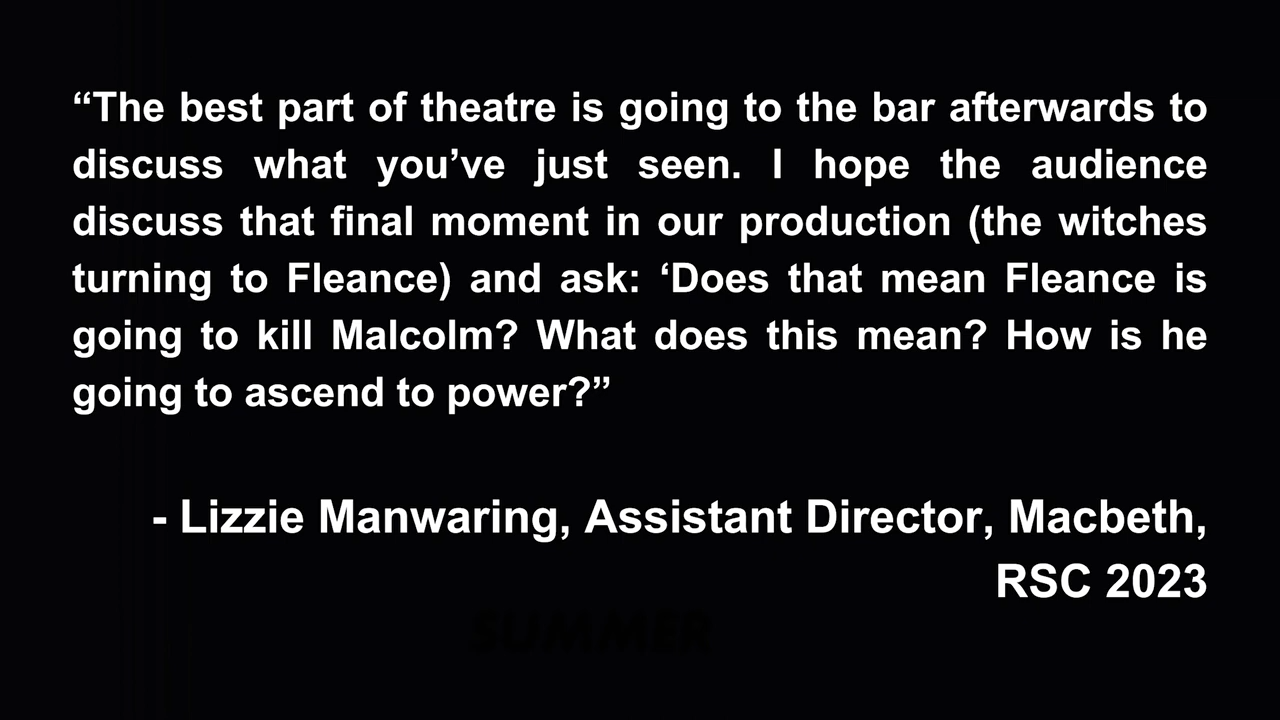 “The best part of theatre is going to the bar afterwards to
discuss what you’ve just seen. I hope the audience
discuss that final moment in our production (the witches
turning to Fleance) and ask: ‘Does that mean Fleance is
going to kill Malcolm? What does this mean? How is he
going to ascend to power?”
- Lizzie Manwaring, Assistant Director, Macbeth,
RSC 2023
SUMMER